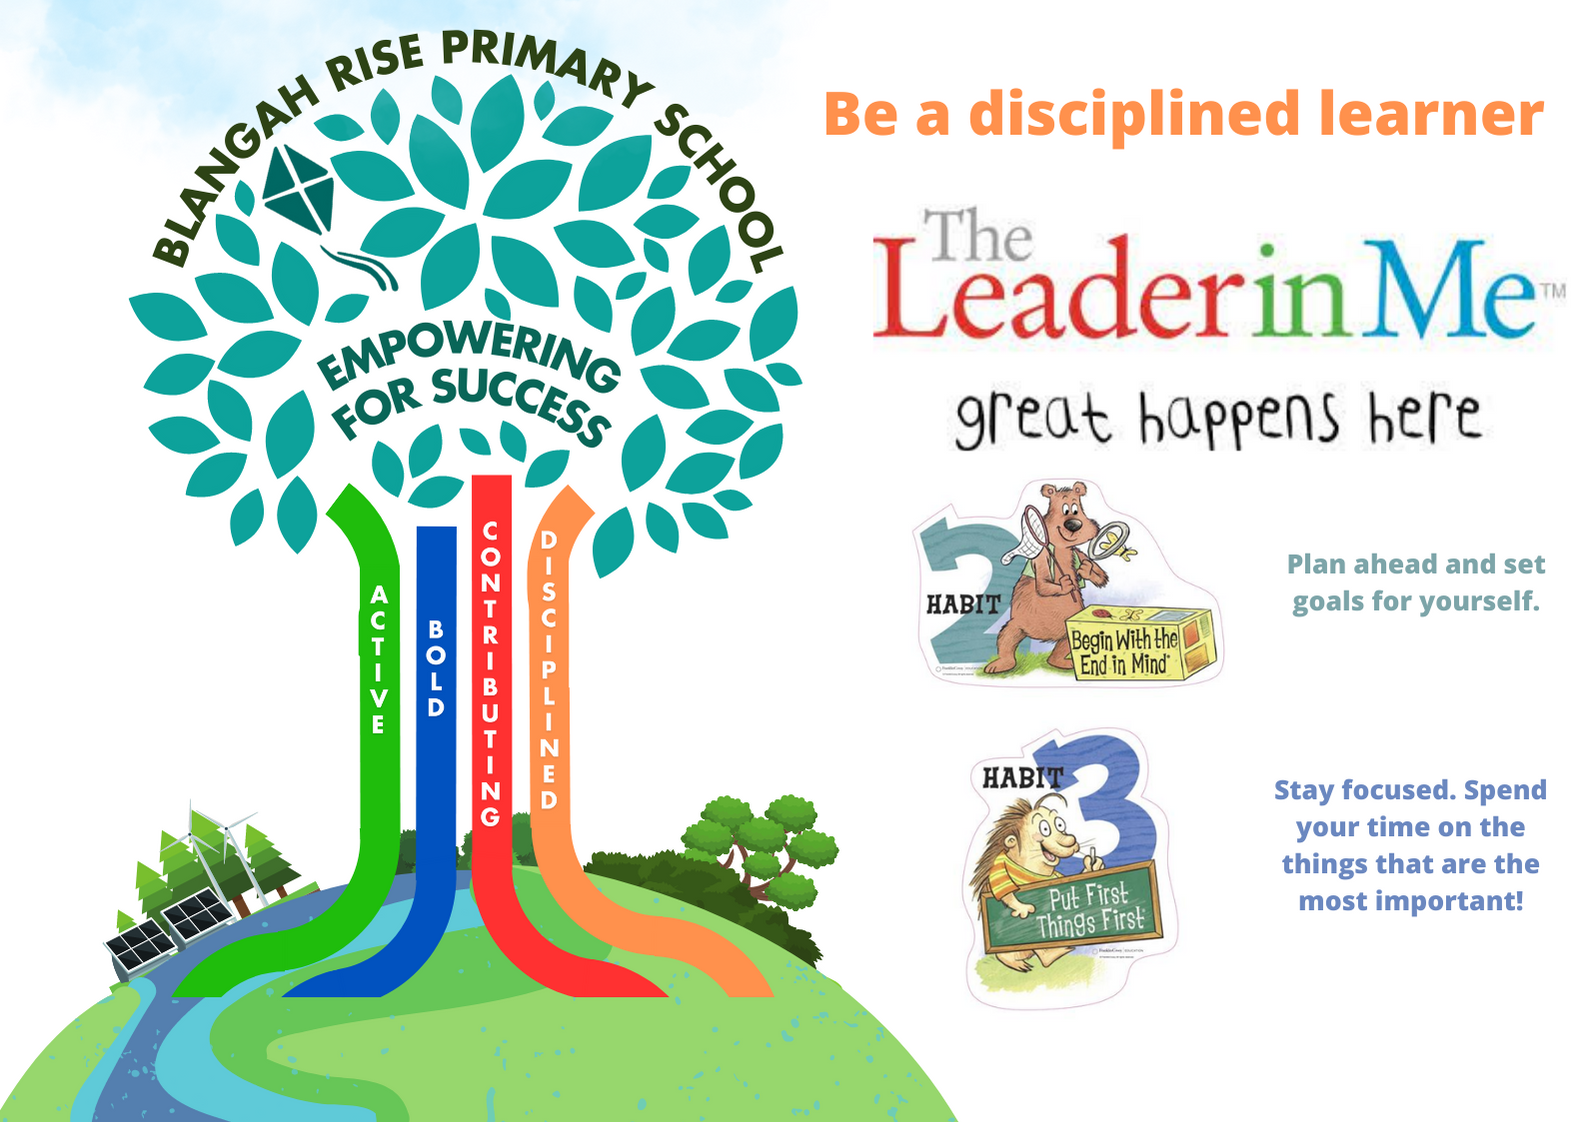 BLANGAH RISE PRIMARY SCHOOL
EMPOWERING
FOR SUCCESS
ACTIVE
BOLD
CONTRIBUTING
DISCIPLINED
Be a disciplined learner
The
Leader in Me™
great happens here
2
HABIT
Begin With the
End in Mind
Plan ahead and set
goals for yourself.
HABIT
3
Put First
Things First
Stay focused. Spend
your time on the
things that are the
most important!